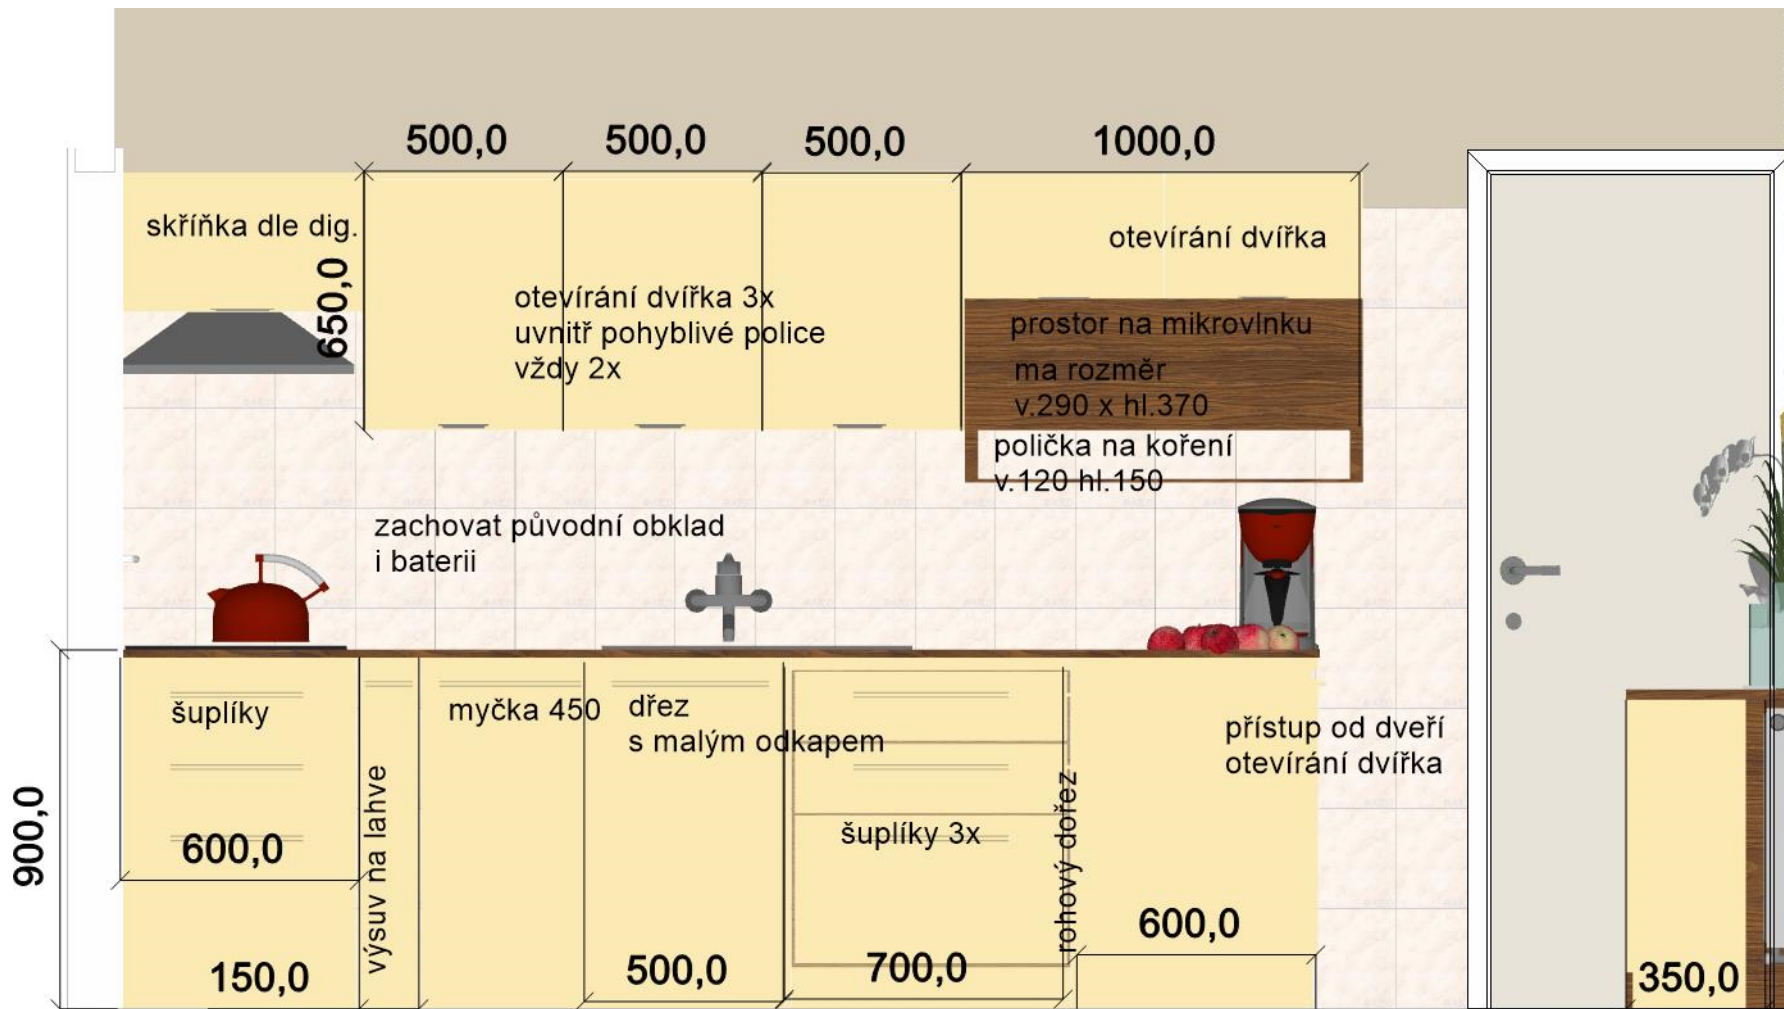 500,0
500,0
500,0
1000,0
skříňka dle dig.
650,0
otevírání dvířka
otevírání dvířka 3x
uvnitř pohyblivé police
vždy 2x
prostor na mikrovlnku
ma rozměr
v.290 x hl.370
polička na koření
v.120 hl.150
zachovat původní obklad
i baterii
900,0
šuplíky
600,0
150,0
výsuv na lahve
myčka 450
dřez
s malým odkapem
500,0
šuplíky 3x
700,0
rohový dořez
600,0
přístup od dveří
otevírání dvířka
350,0